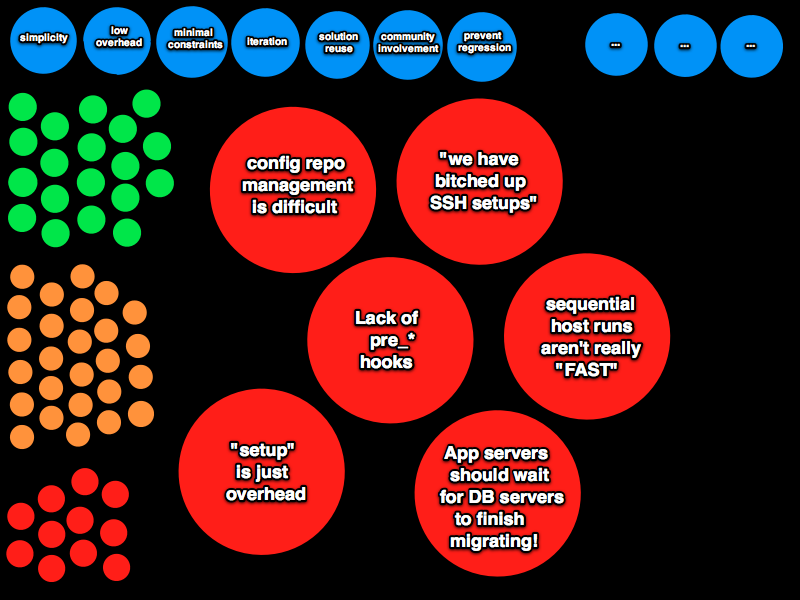 simplicity
low
overhead
minimal
constraints
iteration
solution
reuse
community
involvement
prevent
regression
...
...
...
config repo
management
is difficult
"we have
bitched up
SSH setups"
Lack of
pre_*
hooks
sequential
host runs
aren't really
"FAST"
"setup"
is just
overhead
App servers
should wait
for DB servers
to finish
migrating!